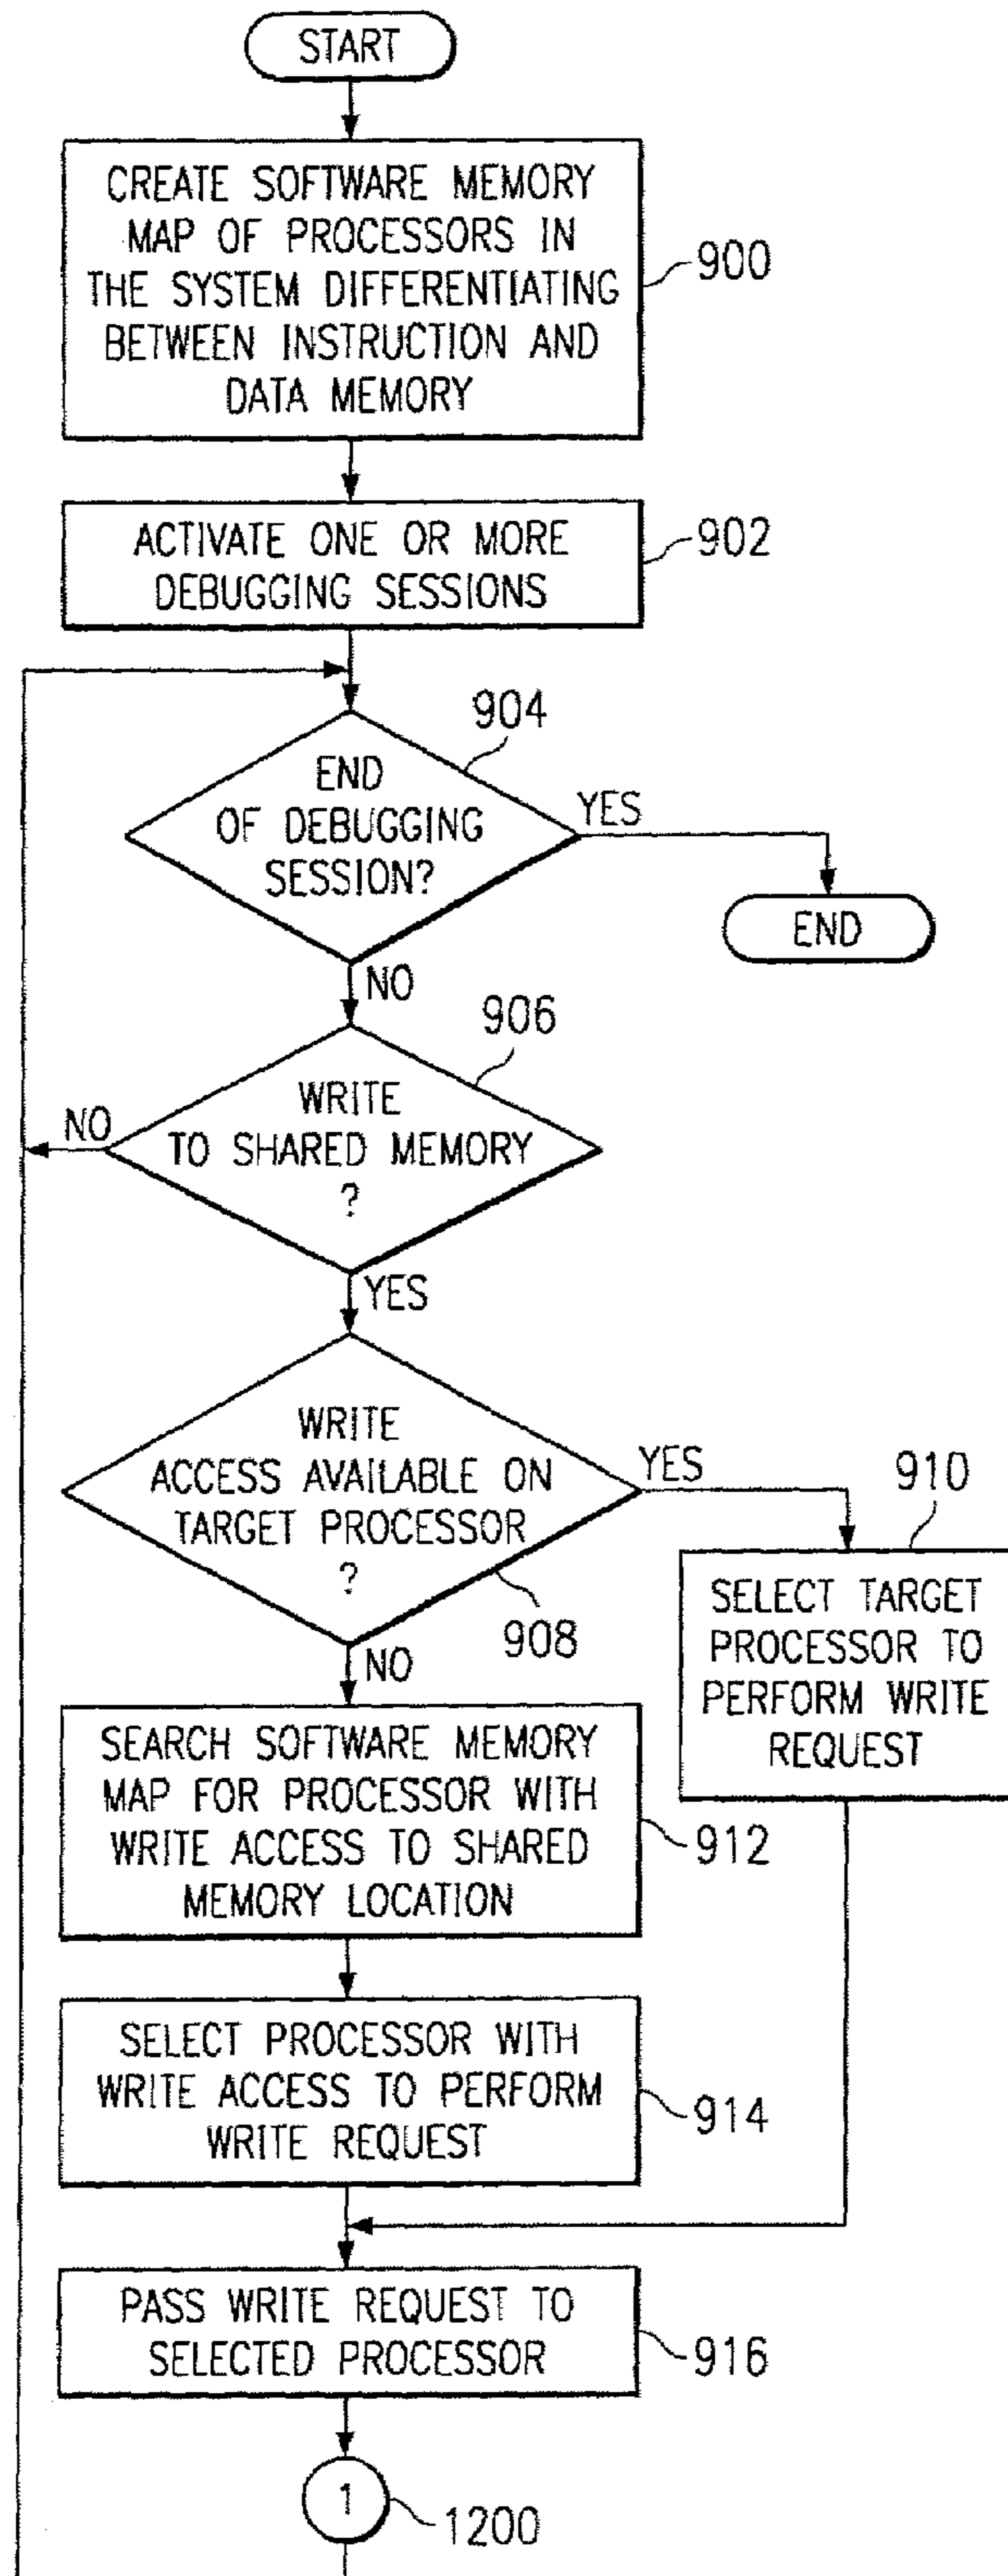 START
CREATE SOFTWARE MEMORY
MAP OF PROCESSORS IN
THE SYSTEM DIFFERENTIATING
BETWEEN INSTRUCTION AND
DATA MEMORY
900
ACTIVATE ONE OR MORE
DEBUGGING SESSIONS
902
904
END
OF DEBUGGING
SESSION?
YES
END
NO
906
WRITE
TO SHARED MEMORY
?
NO
YES
WRITE
ACCESS AVAILABLE ON
TARGET PROCESSOR
?
YES
908
NO
910
SELECT TARGET
PROCESSOR TO
PERFORM WRITE
REQUEST
SEARCH SOFTWARE MEMORY
MAP FOR PROCESSOR WITH
WRITE ACCESS TO SHARED
MEMORY LOCATION
912
SELECT PROCESSOR WITH
WRITE ACCESS TO PERFORM
WRITE REQUEST
914
PASS WRITE REQUEST TO
SELECTED PROCESSOR
916
1
1200